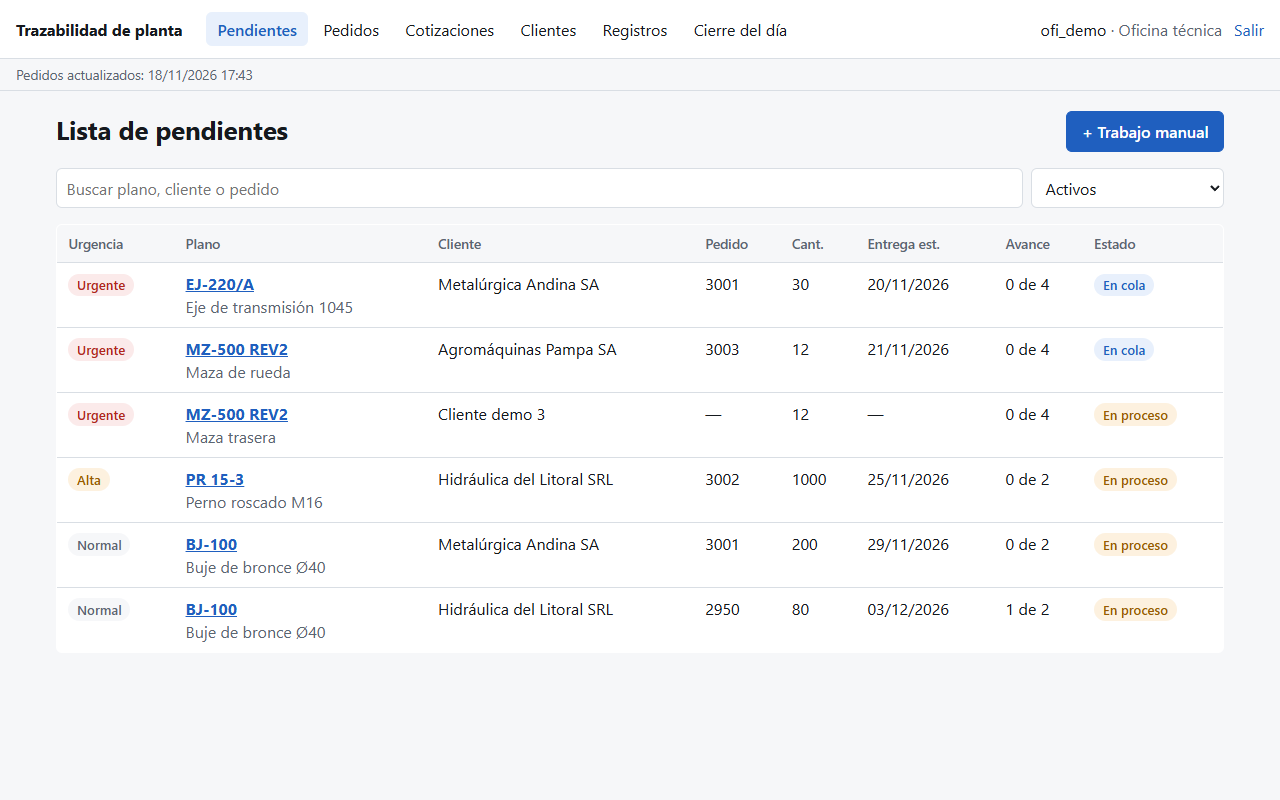 Trazabilidad de planta Pendientes Pedidos Cotizaciones Clientes Registros Cierre del día ofi_demo · Oficina técnica Salir
Pedidos actualizados: 18/11/2026 17:43
Lista de pendientes + Trabajo manual
Buscar plano, cliente o pedido Activos
Urgencia Plano Cliente Pedido Cant. Entrega est. Avance Estado
Urgente EJ-220/A Metalúrgica Andina SA 3001 30 20/11/2026 0 de 4 En cola
Eje de transmisión 1045
Urgente MZ-500 REV2 Agromáquinas Pampa SA 3003 12 21/11/2026 0 de 4 En cola
Maza de rueda
Urgente MZ-500 REV2 Cliente demo 3 — 12 — 0 de 4 En proceso
Maza trasera
Alta PR 15-3 Hidráulica del Litoral SRL 3002 1000 25/11/2026 0 de 2 En proceso
Perno roscado M16
Normal BJ-100 Metalúrgica Andina SA 3001 200 29/11/2026 0 de 2 En proceso
Buje de bronce Ø40
Normal BJ-100 Hidráulica del Litoral SRL 2950 80 03/12/2026 1 de 2 En proceso
Buje de bronce Ø40